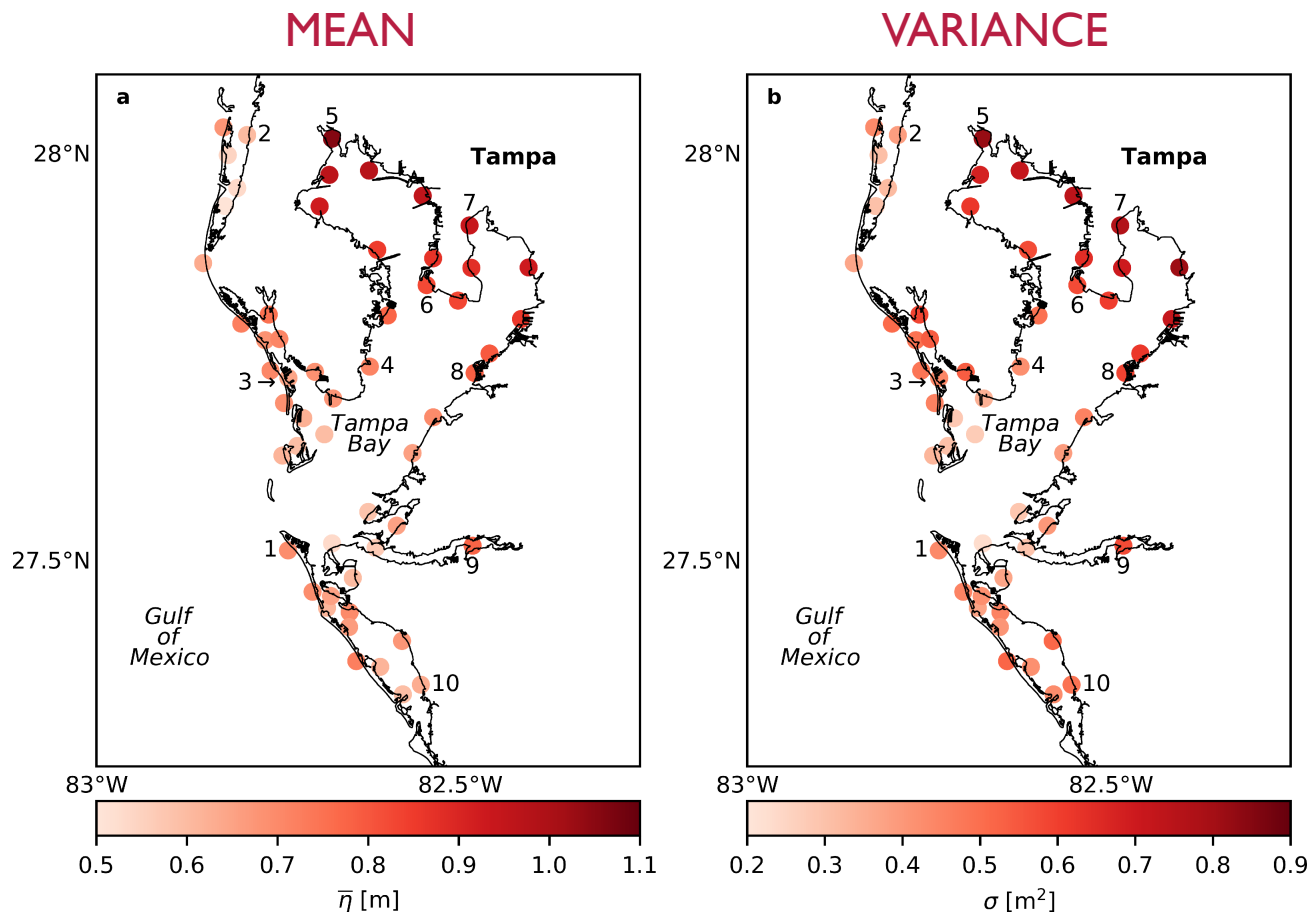 MEAN
VARIANCE
a
5
2
28°N
Tampa
7
6
4
8
3 →
Tampa
Bay
1
27.5°N
9
Gulf
of
Mexico
10
83°W
82.5°W
0.5 0.6 0.7 0.8 0.9 1.0 1.1
η̅ [m]
b
5
2
28°N
Tampa
7
6
4
8
3 →
Tampa
Bay
1
27.5°N
9
Gulf
of
Mexico
10
83°W
82.5°W
0.2 0.3 0.4 0.5 0.6 0.7 0.8 0.9
σ [m²]